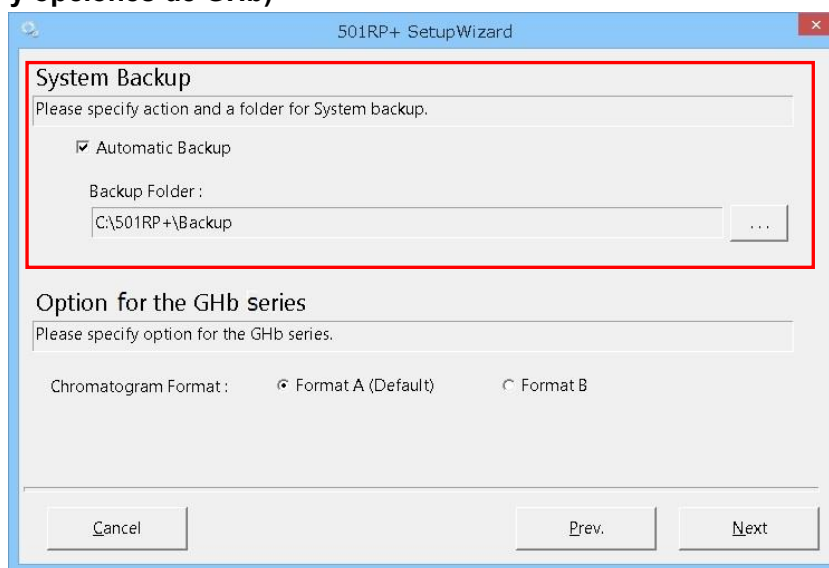 y opciones de GHb)
501RP+ SetupWizard
System Backup
Please specify action and a folder for System backup.
Automatic Backup
Backup Folder :
C:\501RP+\Backup
...
Option for the GHb series
Please specify option for the GHb series.
Chromatogram Format : Format A (Default) Format B
Cancel Prev. Next